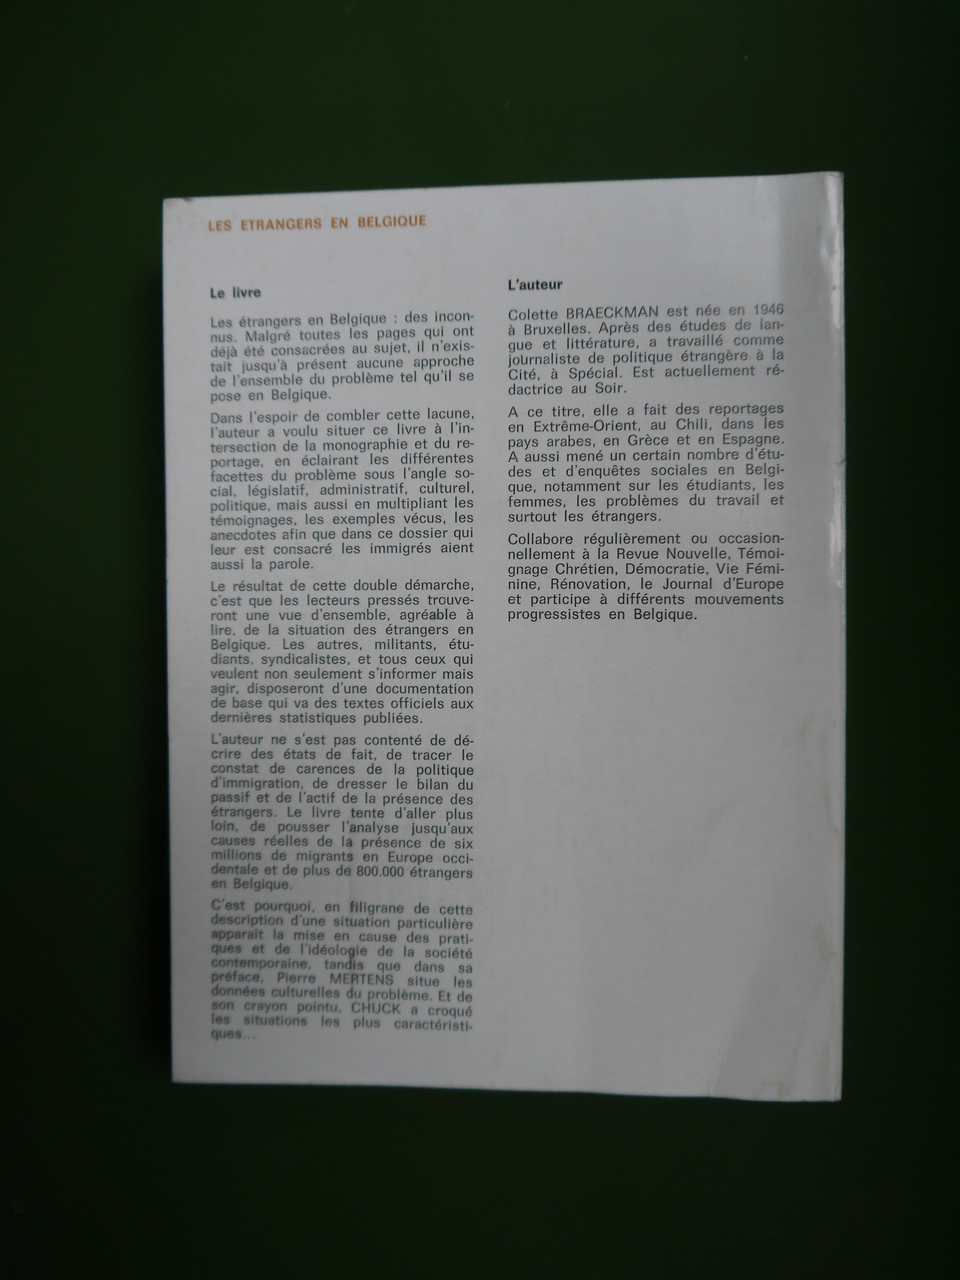 LES ETRANGERS EN BELGIQUE
Le livre
Les étrangers en Belgique : des incon-
nus. Malgré toutes les pages qui ont
déjà été consacrées au sujet, il n'exis-
tait jusqu'à présent aucune approche
de l'ensemble du problème tel qu'il se
pose en Belgique.
Dans l'espoir de combler cette lacune,
l'auteur a voulu situer ce livre à l'in-
tersection de la monographie et du re-
portage, en éclairant les différentes
facettes du problème sous l'angle so-
cial, législatif, administratif, culturel,
politique, mais aussi en multipliant les
témoignages, les exemples vécus, les
anecdotes afin que dans ce dossier qui
leur est consacré les immigrés aient
aussi la parole.
Le résultat de cette double démarche,
c'est que les lecteurs pressés trouve-
ront une vue d'ensemble, agréable à
lire, de la situation des étrangers en
Belgique. Les autres, militants, étu-
diants, syndicalistes, et tous ceux qui
veulent non seulement s'informer mais
agir, disposeront d'une documentation
de base qui va des textes officiels aux
dernières statistiques publiées.
L'auteur ne s'est pas contenté de dé-
crire des états de fait, de tracer le
constat de carences de la politique
d'immigration, de dresser le bilan du
passif et de l'actif de la présence des
étrangers. Le livre tente d'aller plus
loin, de pousser l'analyse jusqu'aux
causes réelles de la présence de six
millions de migrants en Europe occi-
dentale et de plus de 800.000 étrangers
en Belgique.
C'est pourquoi, en filigrane de cette
description d'une situation particulière
apparaît la mise en cause des prati-
ques et de l'idéologie de la société
contemporaine, tandis que dans sa
préface, Pierre MERTENS situe les
données culturelles du problème. Et de
son crayon pointu, CHUCK a croqué
les situations les plus caractéristi-
ques...
L'auteur
Colette BRAECKMAN est née en 1946
à Bruxelles. Après des études de lan-
gue et littérature, a travaillé comme
journaliste de politique étrangère à la
Cité, à Spécial. Est actuellement ré-
dactrice au Soir.
A ce titre, elle a fait des reportages
en Extrême-Orient, au Chili, dans les
pays arabes, en Grèce et en Espagne.
A aussi mené un certain nombre d'étu-
des et d'enquêtes sociales en Belgi-
que, notamment sur les étudiants, les
femmes, les problèmes du travail et
surtout les étrangers.
Collabore régulièrement ou occasion-
nellement à la Revue Nouvelle, Témoi-
gnage Chrétien, Démocratie, Vie Fémi-
nine, Rénovation, le Journal d'Europe
et participe à différents mouvements
progressistes en Belgique.